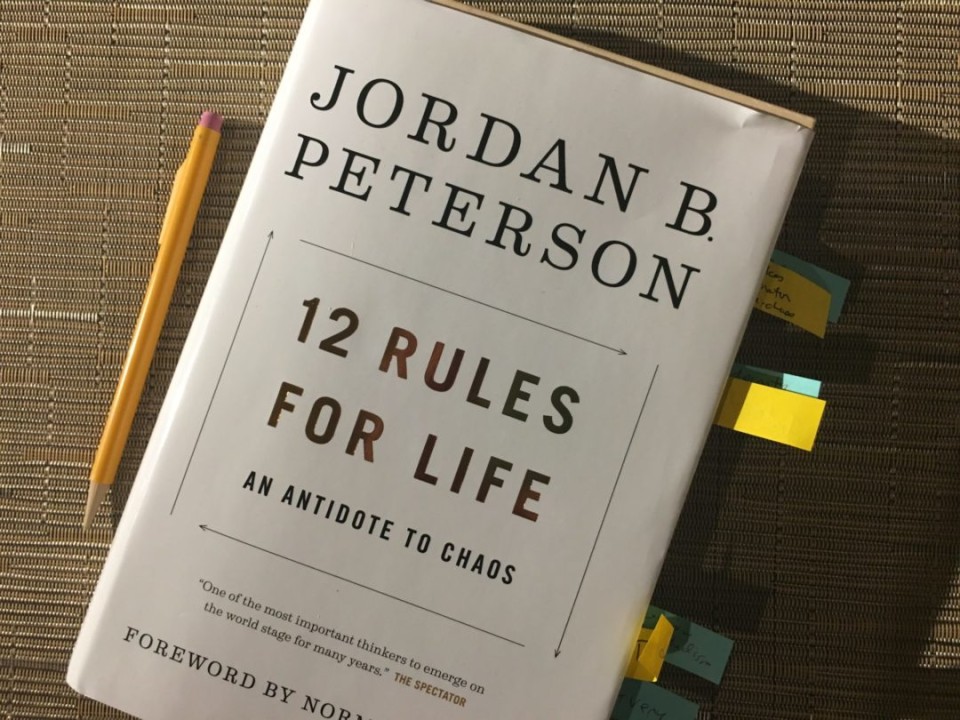 JORDAN B.
PETERSON
12 RULES
FOR LIFE
AN ANTIDOTE TO CHAOS
“One of the most important thinkers to emerge on
the world stage for many years.” THE SPECTATOR
FOREWORD BY